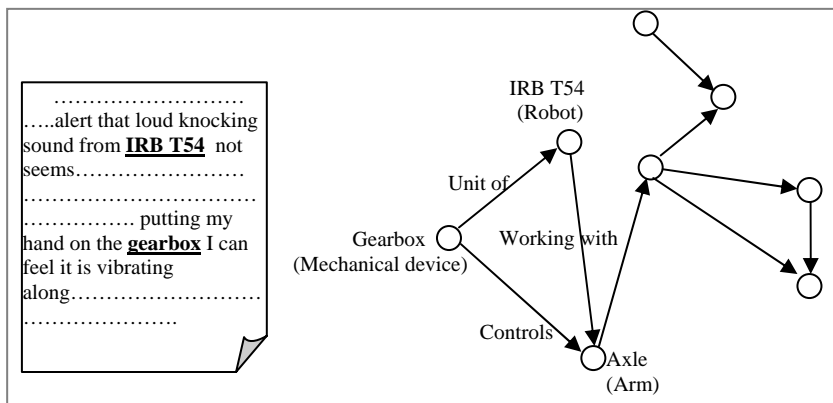 ………………………
…..alert that loud knocking
sound from IRB T54 not
seems……………………
……………………………
……………. putting my
hand on the gearbox I can
feel it is vibrating
along………………………
………………….
IRB T54
(Robot)
Unit of
Gearbox
(Mechanical device)
Working with
Controls
Axle
(Arm)